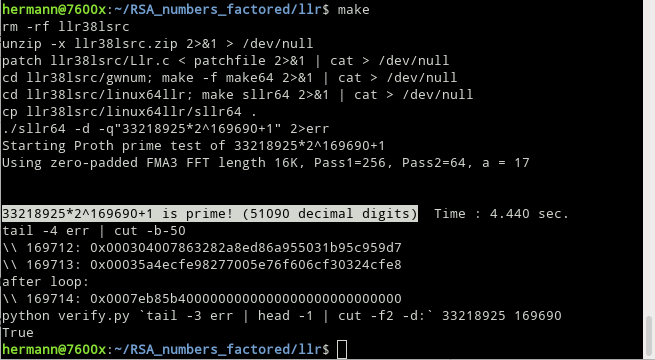 hermann@7600x:~/RSA_numbers_factored/llr$ make
rm -rf llr38lsrc
unzip -x llr38lsrc.zip 2>&1 > /dev/null
patch llr38lsrc/Llr.c < patchfile 2>&1 | cat > /dev/null
cd llr38lsrc/gwnum; make -f make64 2>&1 | cat > /dev/null
cd llr38lsrc/linux64llr; make sllr64 2>&1 | cat > /dev/null
cp llr38lsrc/linux64llr/sllr64 .
./sllr64 -d -q"33218925*2^169690+1" 2>err
Starting Proth prime test of 33218925*2^169690+1
Using zero-padded FMA3 FFT length 16K, Pass1=256, Pass2=64, a = 17
33218925*2^169690+1 is prime! (51090 decimal digits)  Time : 4.440 sec.
tail -4 err | cut -b-50
\\ 169712: 0x000304007863282a8ed86a955031b95c959d7
\\ 169713: 0x00035a4ecfe98277005e76f606cf30324cfe8
after loop:
\\ 169714: 0x0007eb85b4000000000000000000000000000
python verify.py `tail -3 err | head -1 | cut -f2 -d:` 33218925 169690
True
hermann@7600x:~/RSA_numbers_factored/llr$